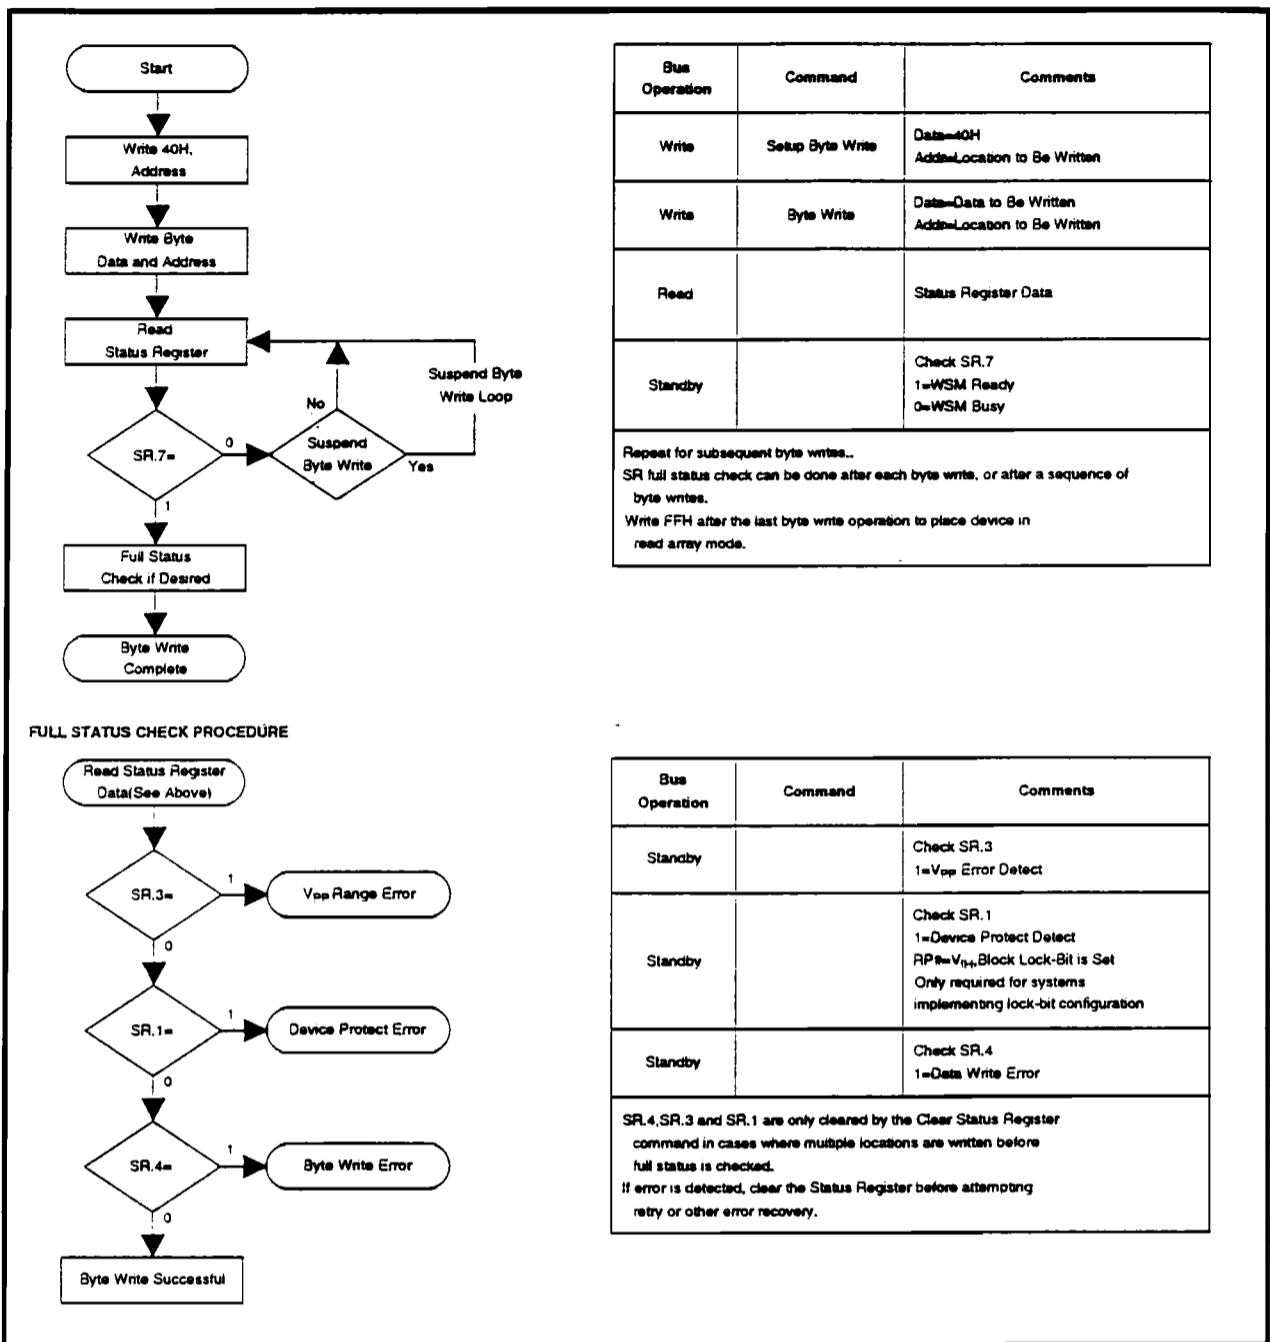 Start
Write 40H,
Address
Write Byte
Data and Address
Read
Status Register
SR.7=
0
1
No
Suspend
Byte Write
Yes
Suspend Byte
Write Loop
Full Status
Check if Desired
Byte Write
Complete
Bus
Operation
Command
Comments
Write
Setup Byte Write
Data=40H
Addr=Location to Be Written
Write
Byte Write
Data=Data to Be Written
Addr=Location to Be Written
Read
Status Register Data
Standby
Check SR.7
1=WSM Ready
0=WSM Busy
Repeat for subsequent byte writes..
SR full status check can be done after each byte write, or after a sequence of
byte writes.
Write FFH after the last byte write operation to place device in
read array mode.
FULL STATUS CHECK PROCEDURE
Read Status Register
Data(See Above)
SR.3=
1
VPP Range Error
0
SR.1=
1
Device Protect Error
0
SR.4=
1
Byte Write Error
0
Byte Write Successful
Bus
Operation
Command
Comments
Standby
Check SR.3
1=VPP Error Detect
Standby
Check SR.1
1=Device Protect Detect
RP#=VIH,Block Lock-Bit is Set
Only required for systems
implementing lock-bit configuration
Standby
Check SR.4
1=Data Write Error
SR.4,SR.3 and SR.1 are only cleared by the Clear Status Register
command in cases where multiple locations are written before
full status is checked.
If error is detected, clear the Status Register before attempting
retry or other error recovery.